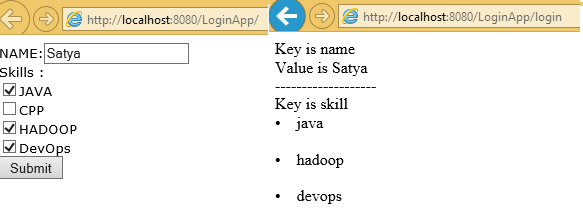 http://localhost:8080/LoginApp/
NAME: Satya
Skills :
JAVA
CPP
HADOOP
DevOps
Submit
http://localhost:8080/LoginApp/login
Key is name
Value is Satya
-------------------
Key is skill
• java
• hadoop
• devops